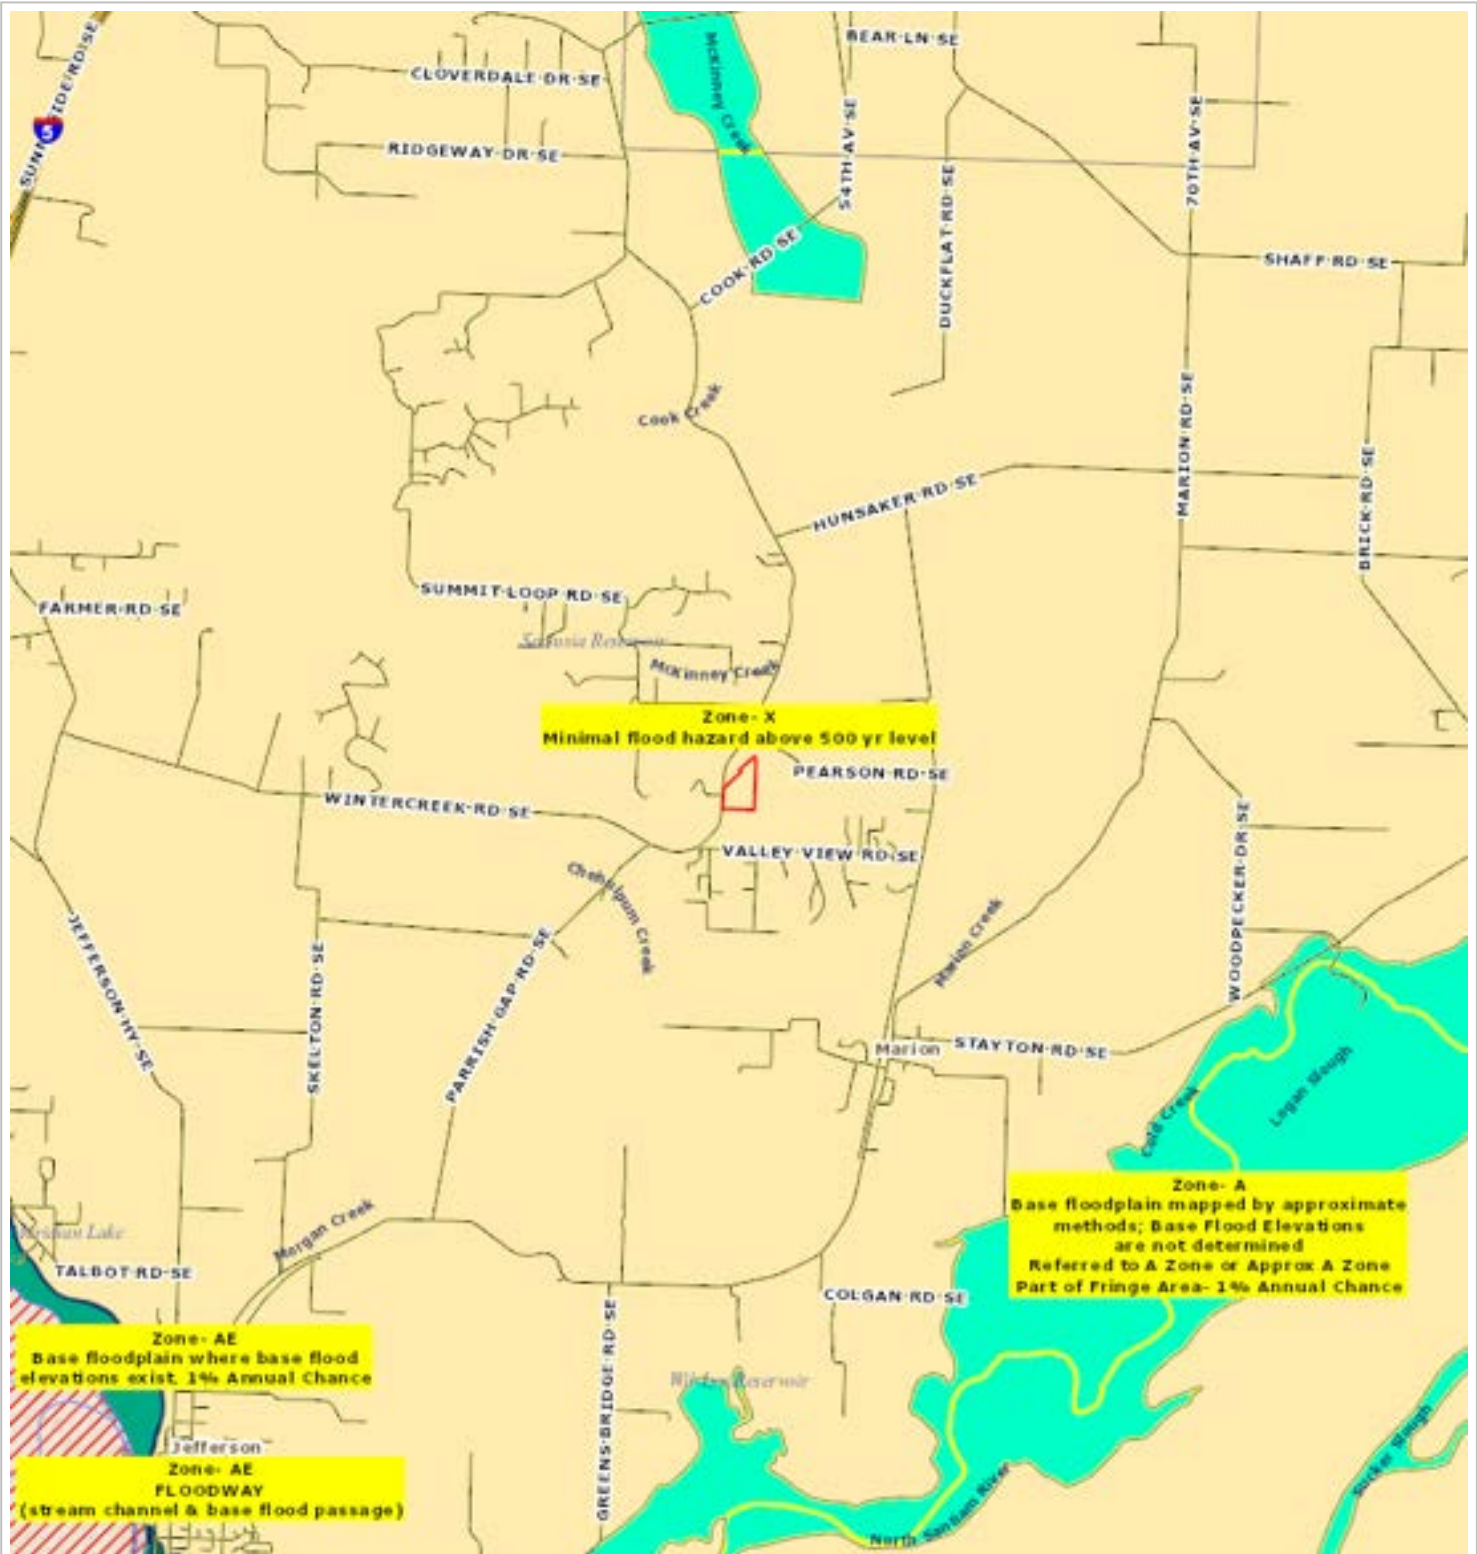 BEAR LN SE
McKinney Creek
CLOVERDALE DR SE
5
RIDGEWAY DR SE
54TH AV SE
70TH AV SE
DUCKFLAT RD SE
COOK RD SE
SHAFF RD SE
Cook Creek
MARION RD SE
HUNSAKER RD SE
BRICK RD SE
SUMMIT LOOP RD SE
FARMER RD SE
Reservoir
McKinney Creek
Zone- X
Minimal flood hazard above 500 yr level
PEARSON RD SE
WINTERCREEK RD SE
VALLEY VIEW RD SE
Chehulpum Creek
WOODPECKER DR SE
JEFFERSON HY SE
SKELTON RD SE
PARRISH GAP RD SE
Marion Creek
Marion
STAYTON RD SE
Logan Slough
Cold Creek
Zone- A
Base floodplain mapped by approximate
methods; Base Flood Elevations
are not determined
Referred to A Zone or Approx A Zone
Part of Fringe Area- 1% Annual Chance
Morgan Creek
Lake
TALBOT RD SE
COLGAN RD SE
Zone- AE
Base floodplain where base flood
elevations exist. 1% Annual Chance
GREENS BRIDGE RD SE
Reservoir
Jefferson
Zone- AE
FLOODWAY
(stream channel & base flood passage)
Sucker Slough
North Santiam River